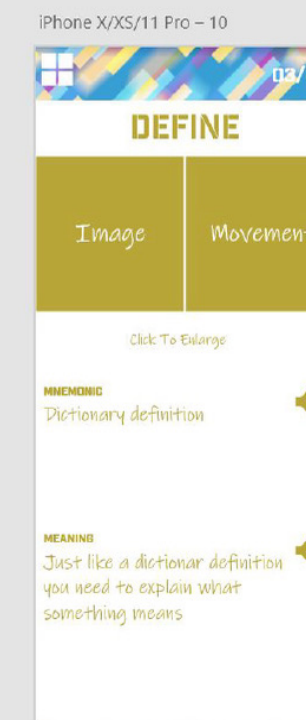 iPhone X/XS/11 Pro – 10
03/
DEFINE
Image
Movemen
Click To Enlarge
MNEMONIC
Dictionary definition
MEANING
Just like a dictionar definition
you need to explain what
something means